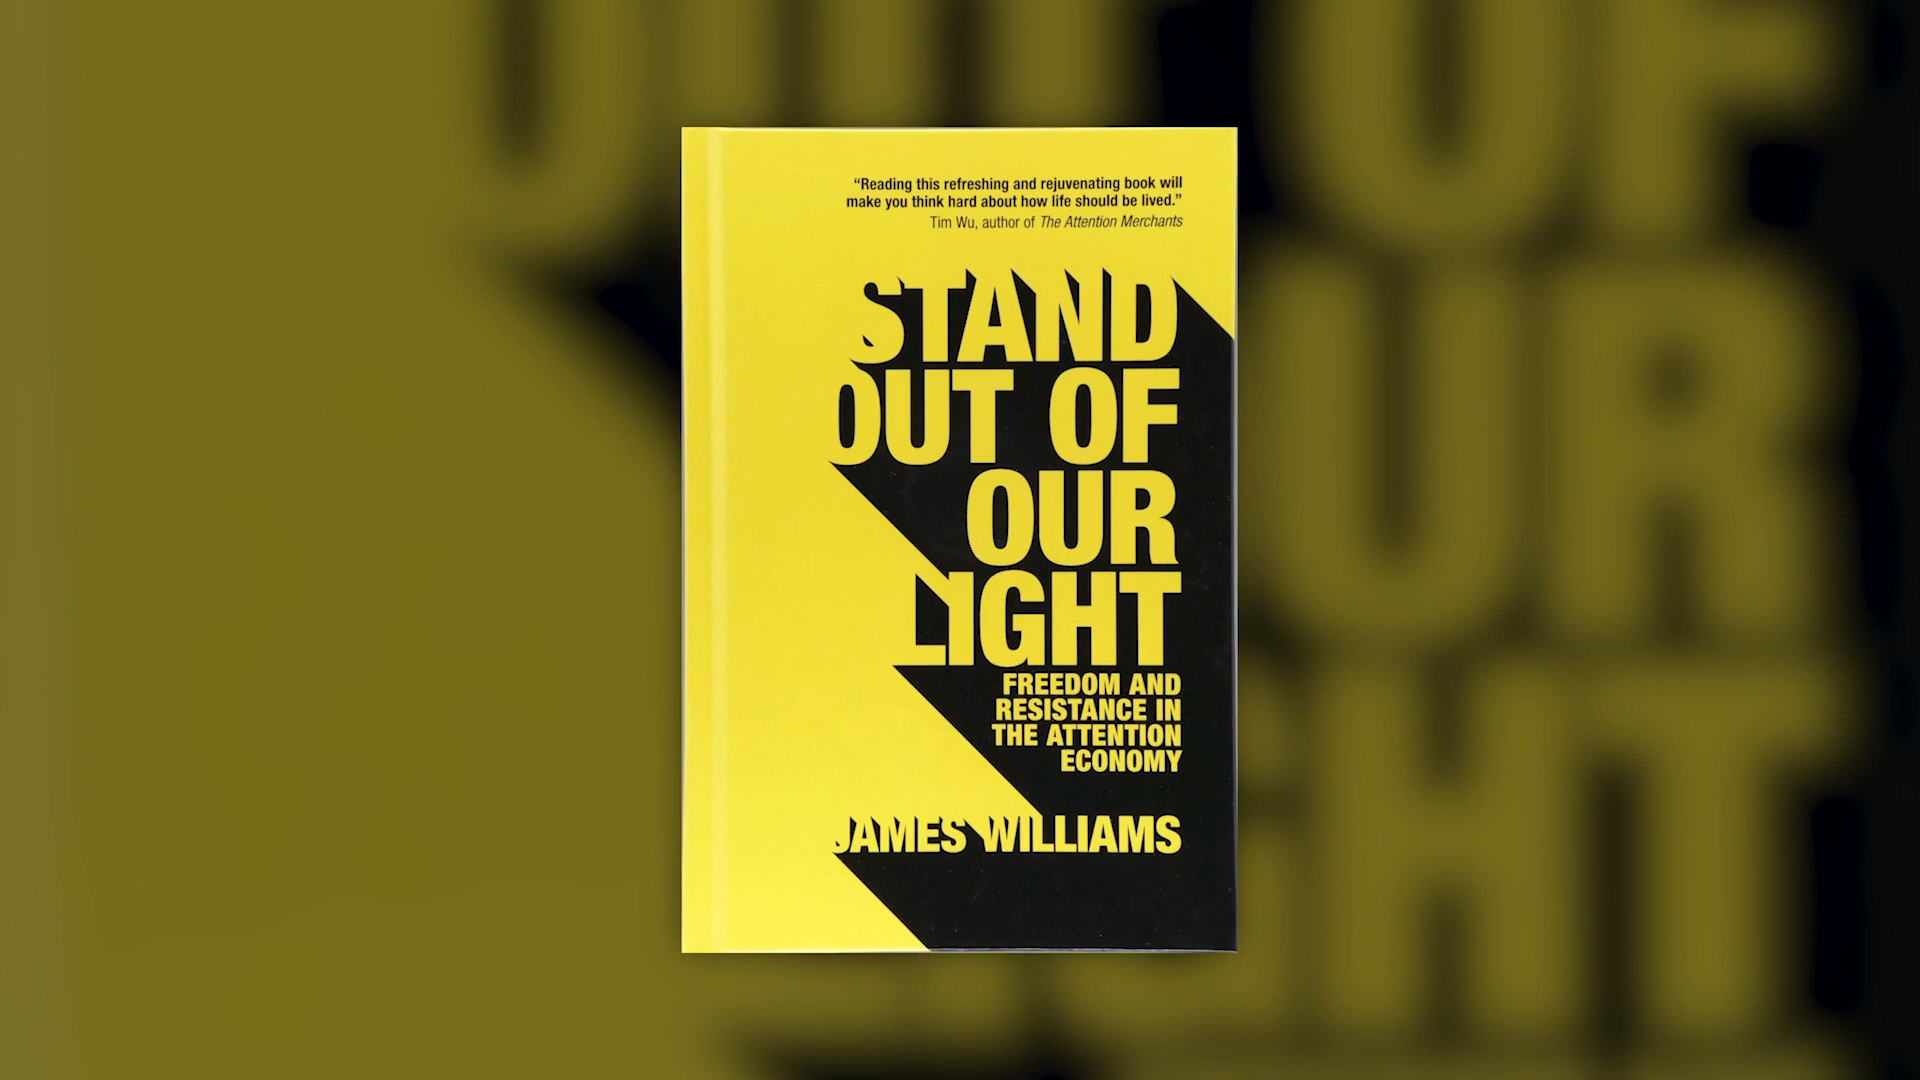 “Reading this refreshing and rejuvenating book will
make you think hard about how life should be lived.”
Tim Wu, author of The Attention Merchants
STAND
OUT OF
OUR
LIGHT
FREEDOM AND
RESISTANCE IN
THE ATTENTION
ECONOMY
JAMES WILLIAMS